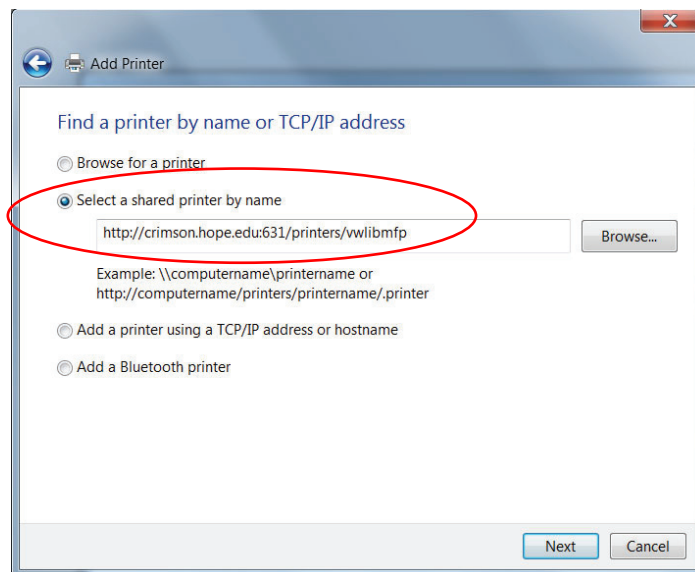 Add Printer
Find a printer by name or TCP/IP address
Browse for a printer
Select a shared printer by name
http://crimson.hope.edu:631/printers/vwlibmfp
Browse...
Example: \\computername\printername or
http://computername/printers/printername/.printer
Add a printer using a TCP/IP address or hostname
Add a Bluetooth printer
Next
Cancel